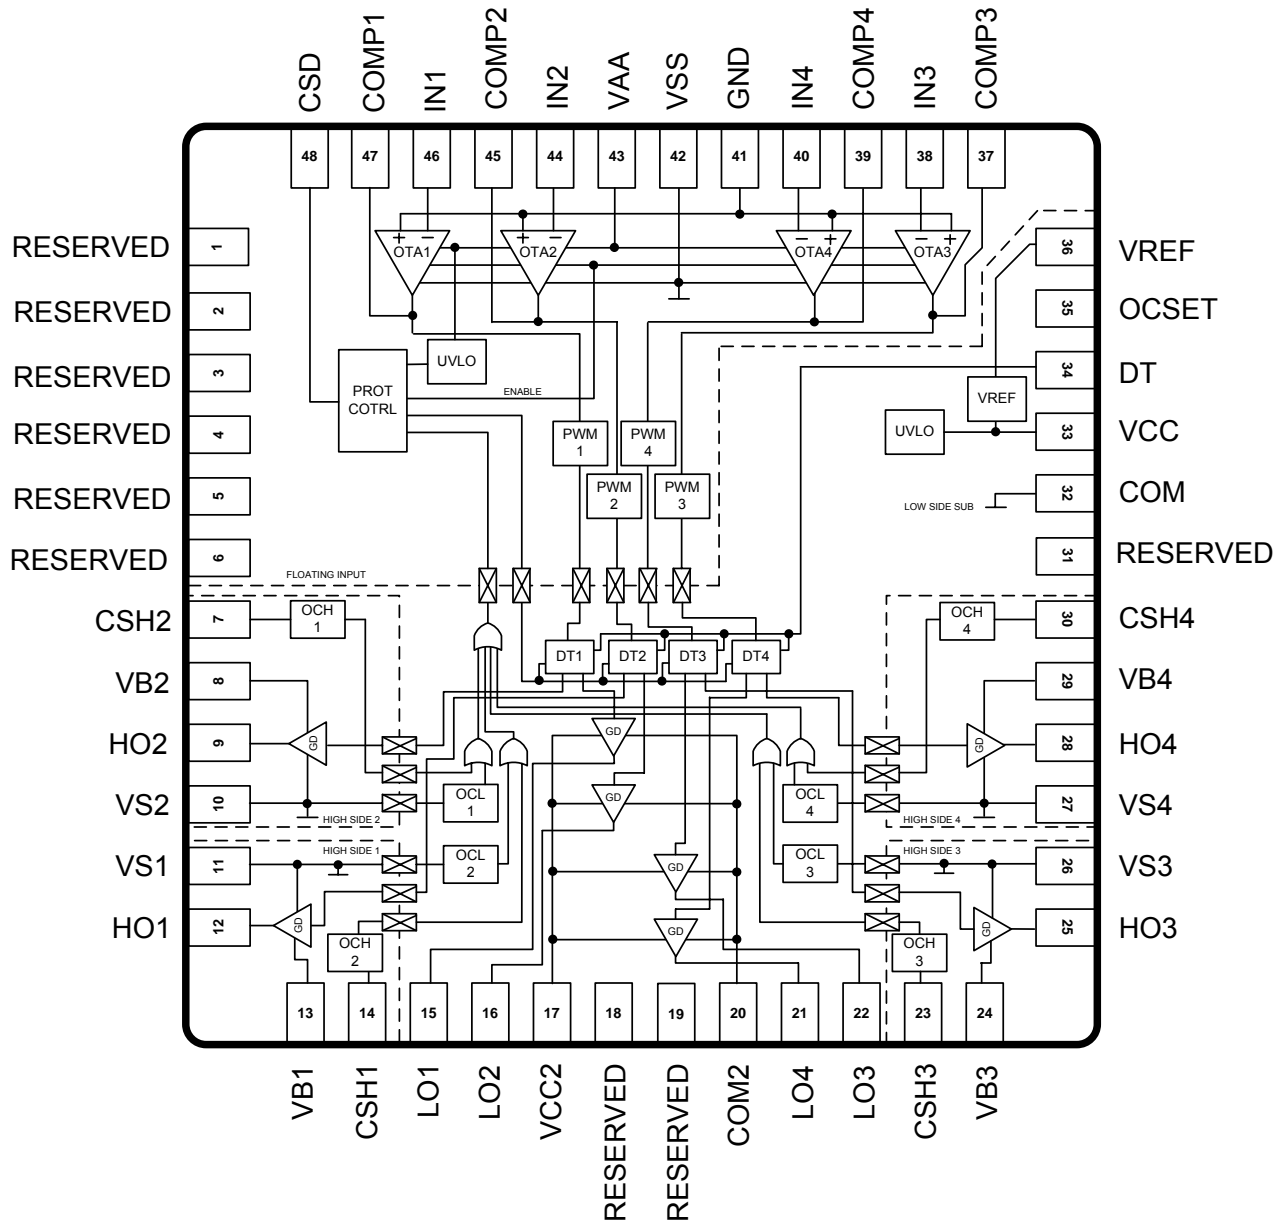 CSD
COMP1
IN1
COMP2
IN2
VAA
VSS
GND
IN4
COMP4
IN3
COMP3
48
47
46
45
44
43
42
41
40
39
38
37
RESERVED
1
RESERVED
2
RESERVED
3
RESERVED
4
RESERVED
5
RESERVED
6
CSH2
7
VB2
8
HO2
9
VS2
10
VS1
11
HO1
12
+ −
OTA1
+ −
OTA2
− +
OTA4
− +
OTA3
UVLO
PROT
COTRL
ENABLE
PWM
1
PWM
4
PWM
2
PWM
3
VREF
UVLO
LOW SIDE SUB
FLOATING INPUT
OCH
1
OCH
4
DT1
DT2
DT3
DT4
GD
GD
GD
GD
OCL
1
OCL
4
HIGH SIDE 2
HIGH SIDE 4
HIGH SIDE 1
HIGH SIDE 3
OCL
2
OCL
3
GD
GD
GD
GD
OCH
2
OCH
3
36
VREF
35
OCSET
34
DT
33
VCC
32
COM
31
RESERVED
30
CSH4
29
VB4
28
HO4
27
VS4
26
VS3
25
HO3
13
14
15
16
17
18
19
20
21
22
23
24
VB1
CSH1
LO1
LO2
VCC2
RESERVED
RESERVED
COM2
LO4
LO3
CSH3
VB3